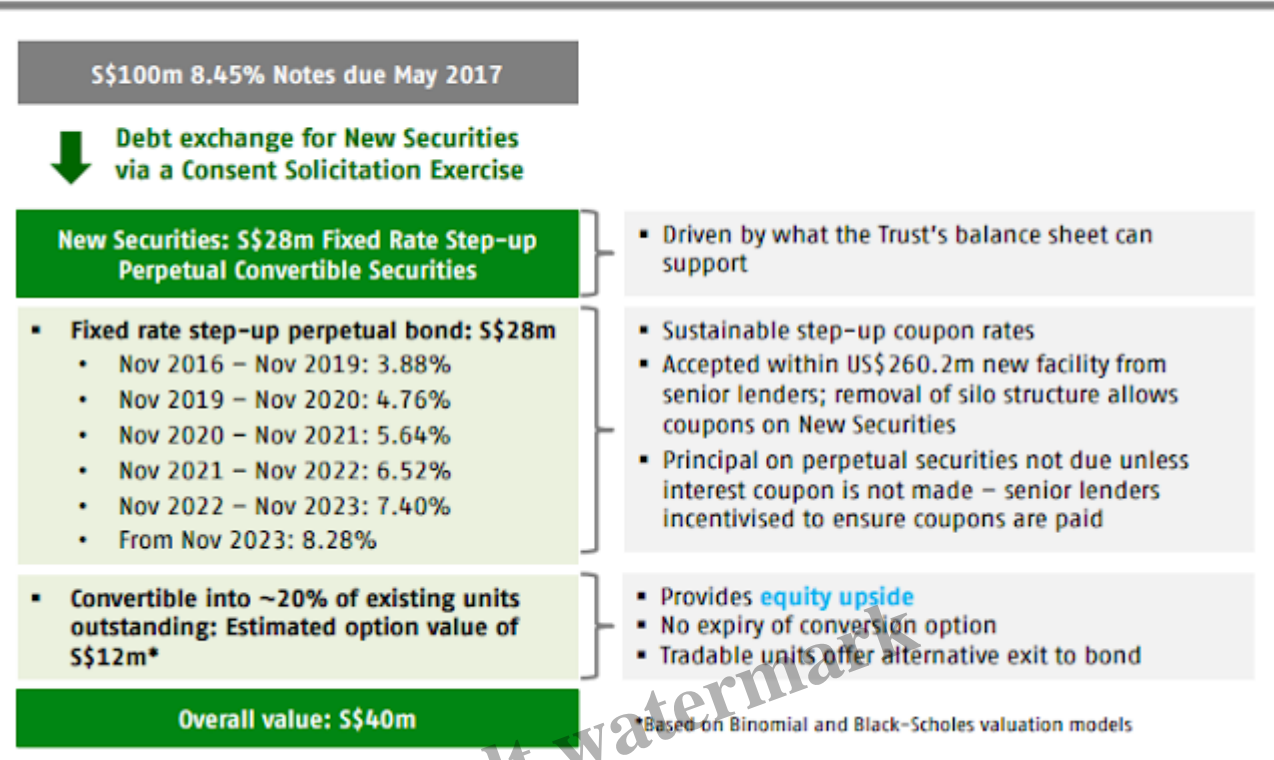 S$100m 8.45% Notes due May 2017
Debt exchange for New Securities
via a Consent Solicitation Exercise
New Securities: S$28m Fixed Rate Step-up
Perpetual Convertible Securities
▪ Driven by what the Trust's balance sheet can
support
▪ Fixed rate step-up perpetual bond: S$28m
• Nov 2016 – Nov 2019: 3.88%
• Nov 2019 – Nov 2020: 4.76%
• Nov 2020 – Nov 2021: 5.64%
• Nov 2021 – Nov 2022: 6.52%
• Nov 2022 – Nov 2023: 7.40%
• From Nov 2023: 8.28%
▪ Sustainable step-up coupon rates
▪ Accepted within US$260.2m new facility from
senior lenders; removal of silo structure allows
coupons on New Securities
▪ Principal on perpetual securities not due unless
interest coupon is not made – senior lenders
incentivised to ensure coupons are paid
▪ Convertible into ~20% of existing units
outstanding: Estimated option value of
S$12m*
▪ Provides equity upside
▪ No expiry of conversion option
▪ Tradable units offer alternative exit to bond
Overall value: S$40m
*Based on Binomial and Black-Scholes valuation models
watermark